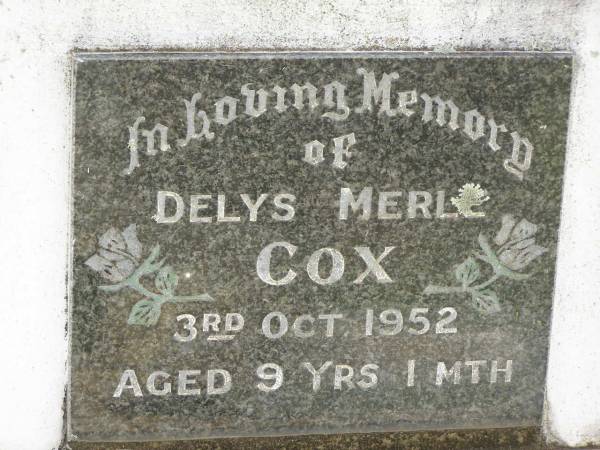 In Loving Memory
of
DELYS MERLE
COX
3RD OCT. 1952
AGED 9 YRS 1 MTH